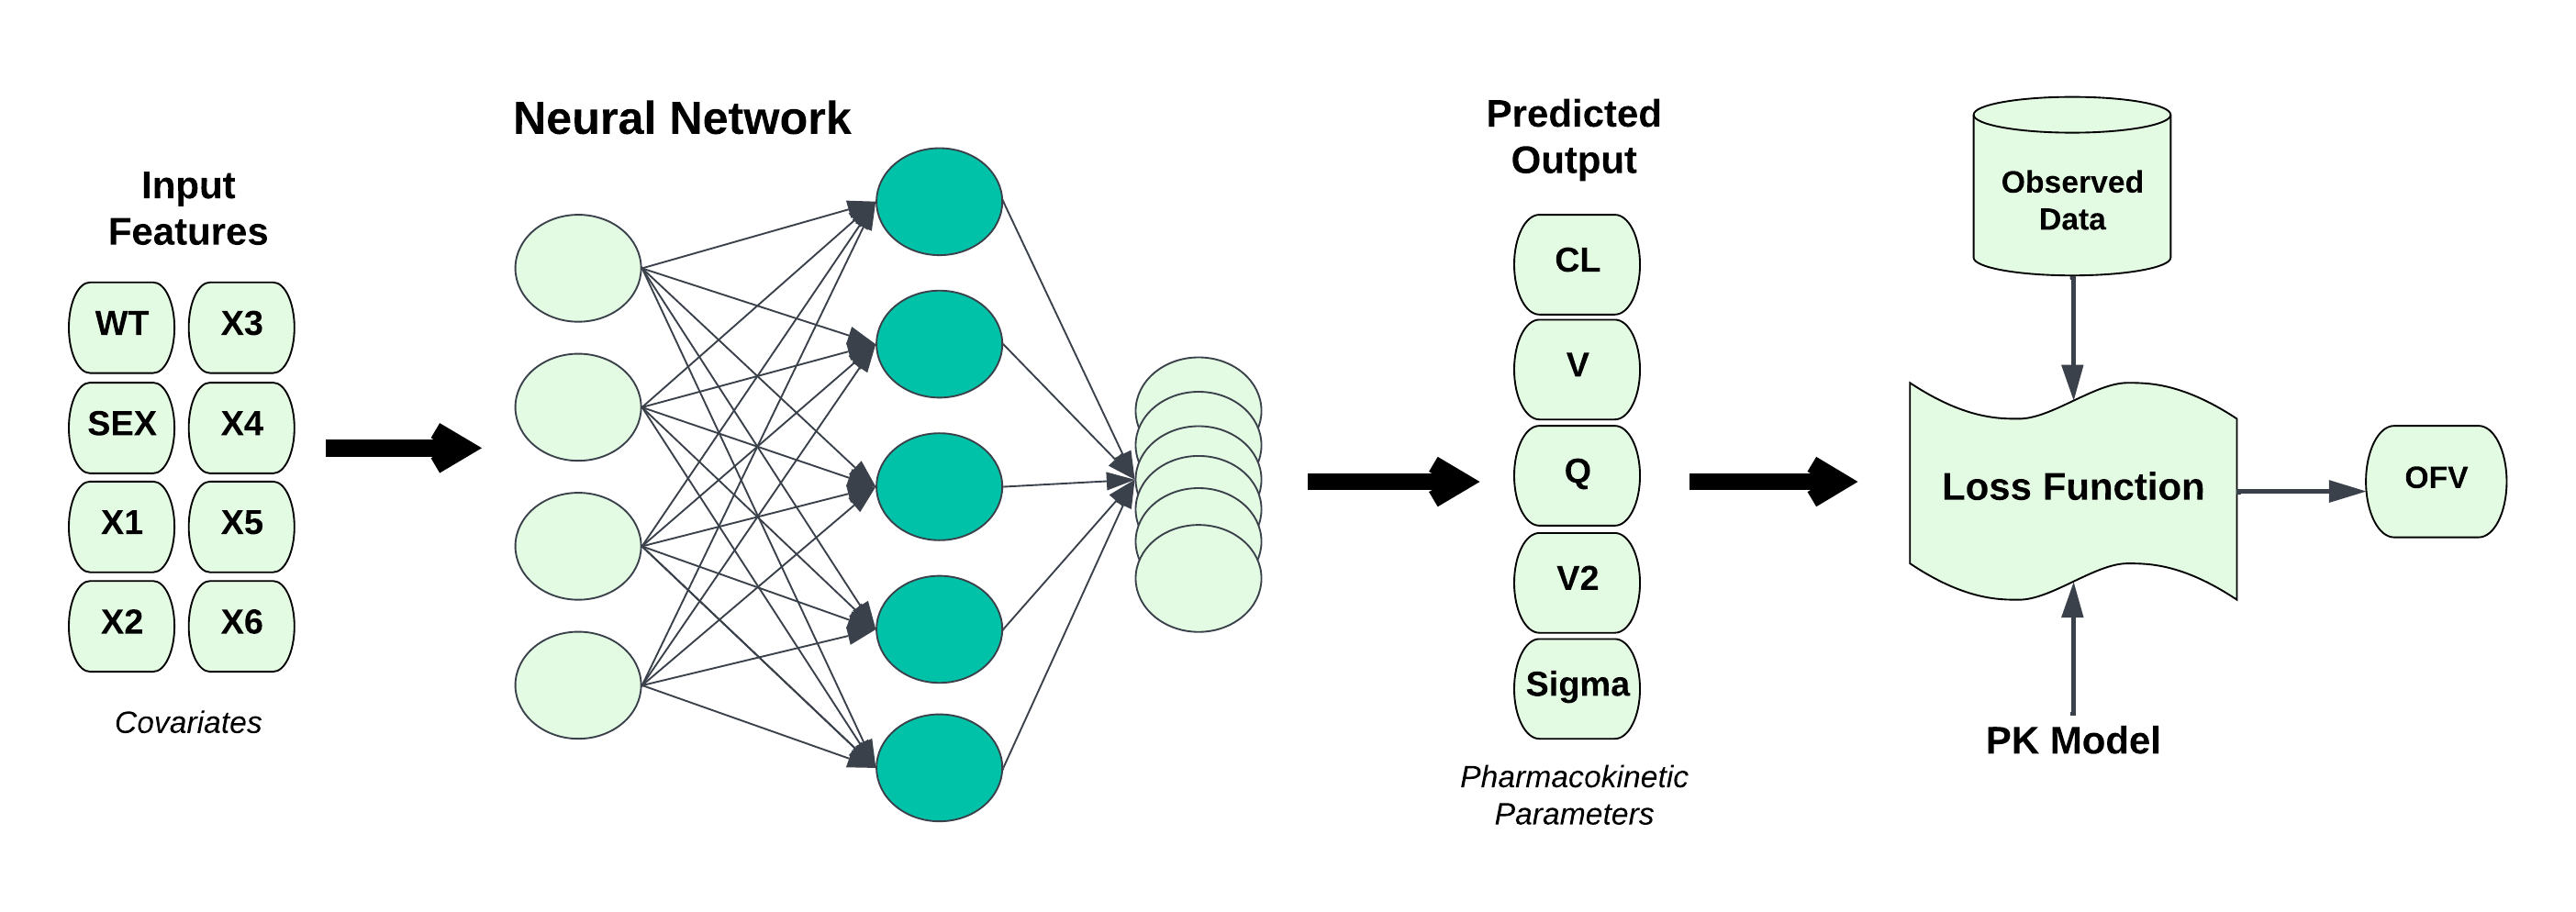 Input
Features
WT
X3
SEX
X4
X1
X5
X2
X6
Covariates
Neural Network
Predicted
Output
CL
V
Q
V2
Sigma
Pharmacokinetic
Parameters
Observed
Data
Loss Function
PK Model
OFV